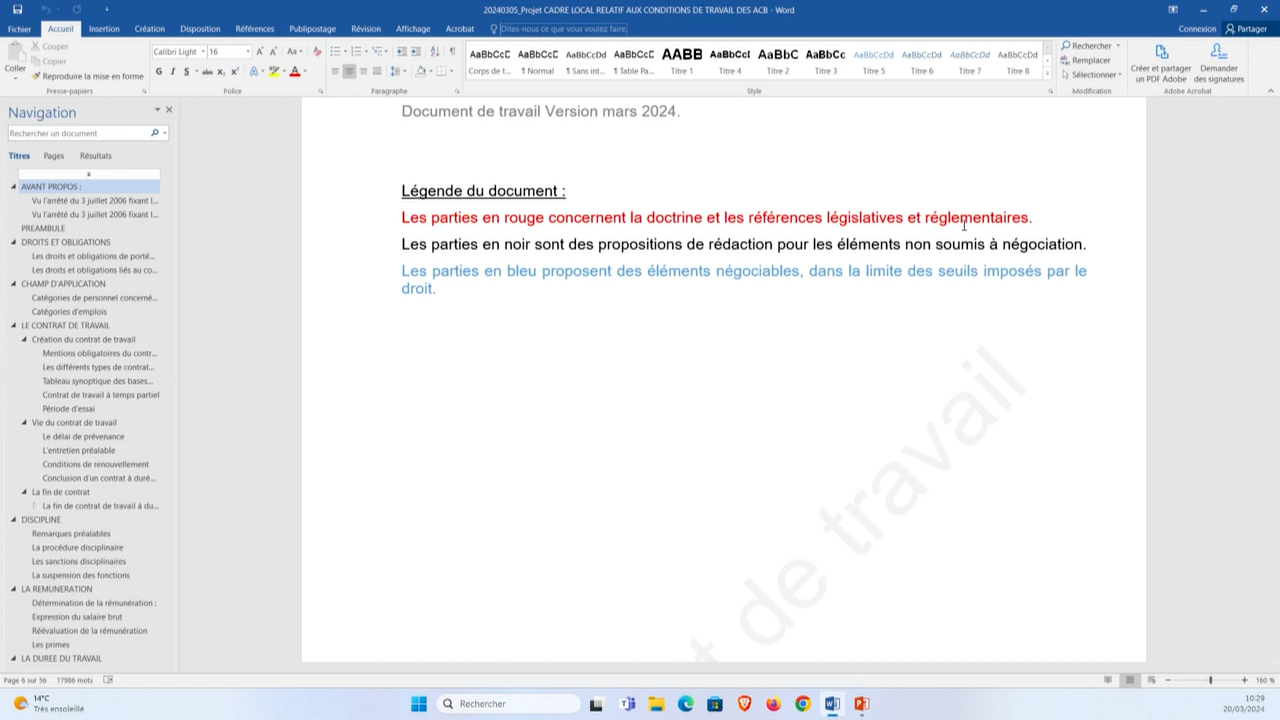 20240305_Projet CADRE LOCAL RELATIF AUX CONDITIONS DE TRAVAIL DES ACB - Word
Fichier Accueil Insertion Création Disposition Références Publipostage Révision Affichage Acrobat Dites-nous ce que vous voulez faire. Connexion Partager
Coller
Couper
Copier
Reproduire la mise en forme
Presse-papiers
Calibri Light 16
Police
Paragraphe
AaBbCcC AaBbCcC AaBbCcDd AaBbCcC AABB AaBbCcI AaBbC AaBbCc AaBbCcDd AaBbCcDd AaBbCcDd AaBbCcDd
Corps de t... ¶ Normal ¶ Sans int... ¶ Table Pa... Titre 1 Titre 4 Titre 2 Titre 3 Titre 5 Titre 6 Titre 7 Titre 8
Style
Rechercher
Remplacer
Sélectionner
Modification
Créer et partager un PDF Adobe
Demander des signatures
Adobe Acrobat
Navigation
Rechercher un document
Titres Pages Résultats
AVANT PROPOS :
Vu l'arrêté du 3 juillet 2006 fixant l...
Vu l'arrêté du 3 juillet 2006 fixant l...
PREAMBULE
DROITS ET OBLIGATIONS
Les droits et obligations de porté...
Les droits et obligations liés au co...
CHAMP D'APPLICATION
Catégories de personnel concerné...
Catégories d'emplois
LE CONTRAT DE TRAVAIL
Création du contrat de travail
Mentions obligatoires du contr...
Les différents types de contrat...
Tableau synoptique des bases...
Contrat de travail à temps partiel
Période d'essai
Vie du contrat de travail
Le délai de prévenance
L'entretien préalable
Conditions de renouvellement
Conclusion d'un contrat à duré...
La fin de contrat
La fin de contrat de travail à du...
DISCIPLINE
Remarques préalables
La procédure disciplinaire
Les sanctions disciplinaires
La suspension des fonctions
LA REMUNERATION
Détermination de la rémunération :
Expression du salaire brut
Réévaluation de la rémunération
Les primes
LA DUREE DU TRAVAIL
Document de travail Version mars 2024.
Légende du document :
Les parties en rouge concernent la doctrine et les références législatives et réglementaires.
Les parties en noir sont des propositions de rédaction pour les éléments non soumis à négociation.
Les parties en bleu proposent des éléments négociables, dans la limite des seuils imposés par le
droit.
t de travail
Page 6 sur 56 17986 mots 160 %
14°C
Très ensoleillé
Rechercher
10:29
20/03/2024